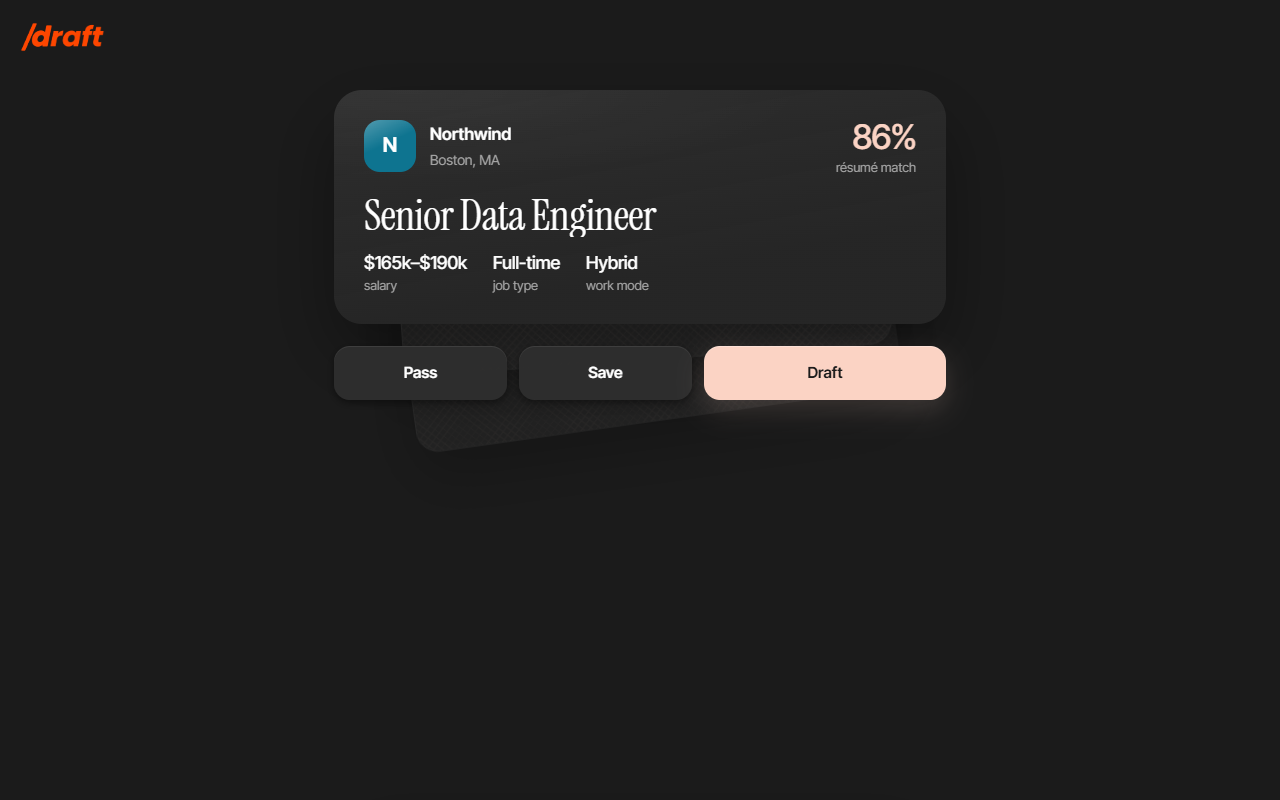 /draft
N
Northwind
Boston, MA
86%
résumé match
Senior Data Engineer
$165k–$190k
salary
Full-time
job type
Hybrid
work mode
Pass
Save
Draft